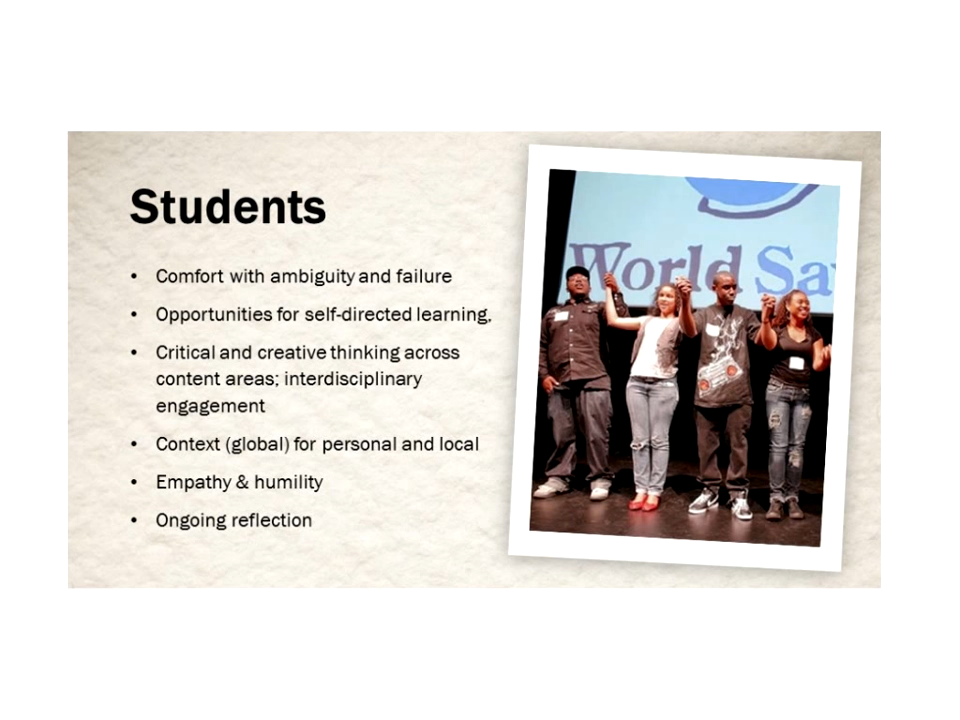 Students
• Comfort with ambiguity and failure
• Opportunities for self-directed learning,
• Critical and creative thinking across
content areas; interdisciplinary
engagement
• Context (global) for personal and local
• Empathy & humility
• Ongoing reflection
World